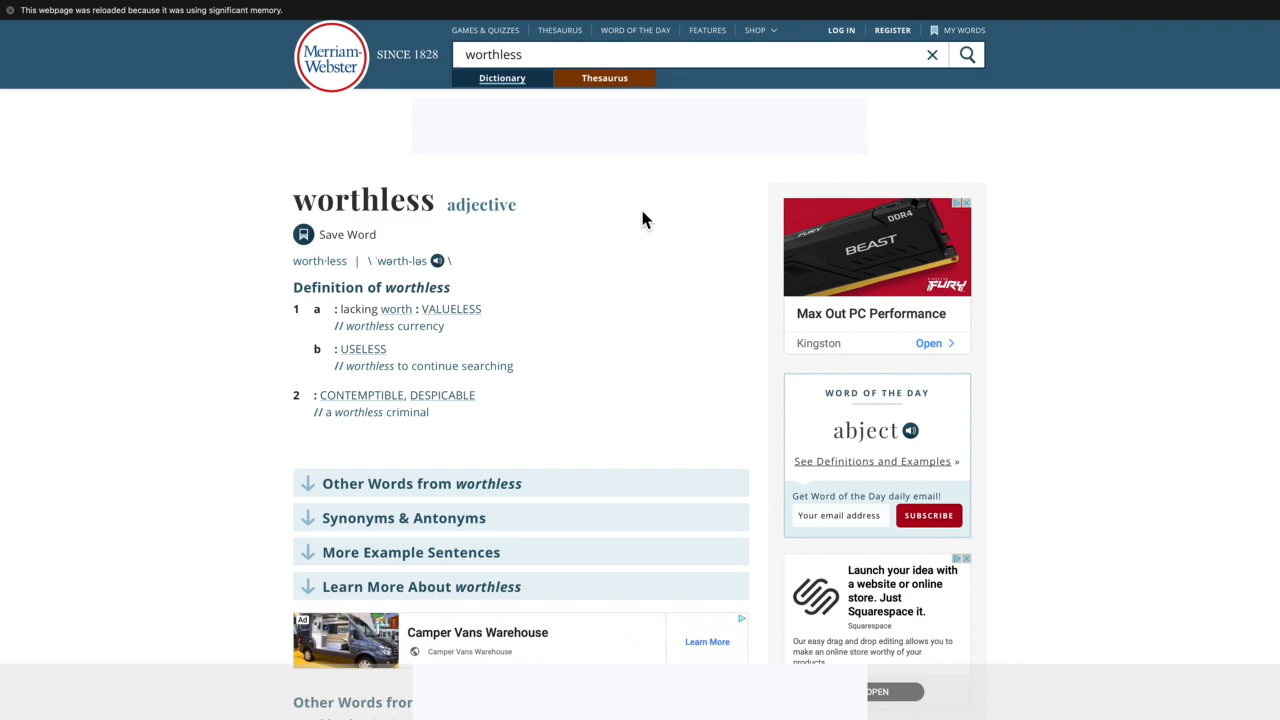 This webpage was reloaded because it was using significant memory.
GAMES & QUIZZES | THESAURUS | WORD OF THE DAY | FEATURES | SHOP LOG IN | REGISTER | MY WORDS
Merriam-
Webster
SINCE 1828
worthless
Dictionary Thesaurus
worthless adjective
Save Word
worth·less | \ ˈwərth-ləs \
Definition of worthless
1 a : lacking worth : VALUELESS
// worthless currency
b : USELESS
// worthless to continue searching
2 : CONTEMPTIBLE, DESPICABLE
// a worthless criminal
Other Words from worthless
Synonyms & Antonyms
More Example Sentences
Learn More About worthless
Ad
Camper Vans Warehouse
Camper Vans Warehouse
Learn More
Other Words from
DDR4
FURY
BEAST
FURY
Max Out PC Performance
Kingston Open
WORD OF THE DAY
abject
See Definitions and Examples »
Get Word of the Day daily email!
Your email address SUBSCRIBE
Launch your idea with
a website or online
store. Just
Squarespace it.
Squarespace
Our easy drag and drop editing allows you to
make an online store worthy of your
products.
OPEN